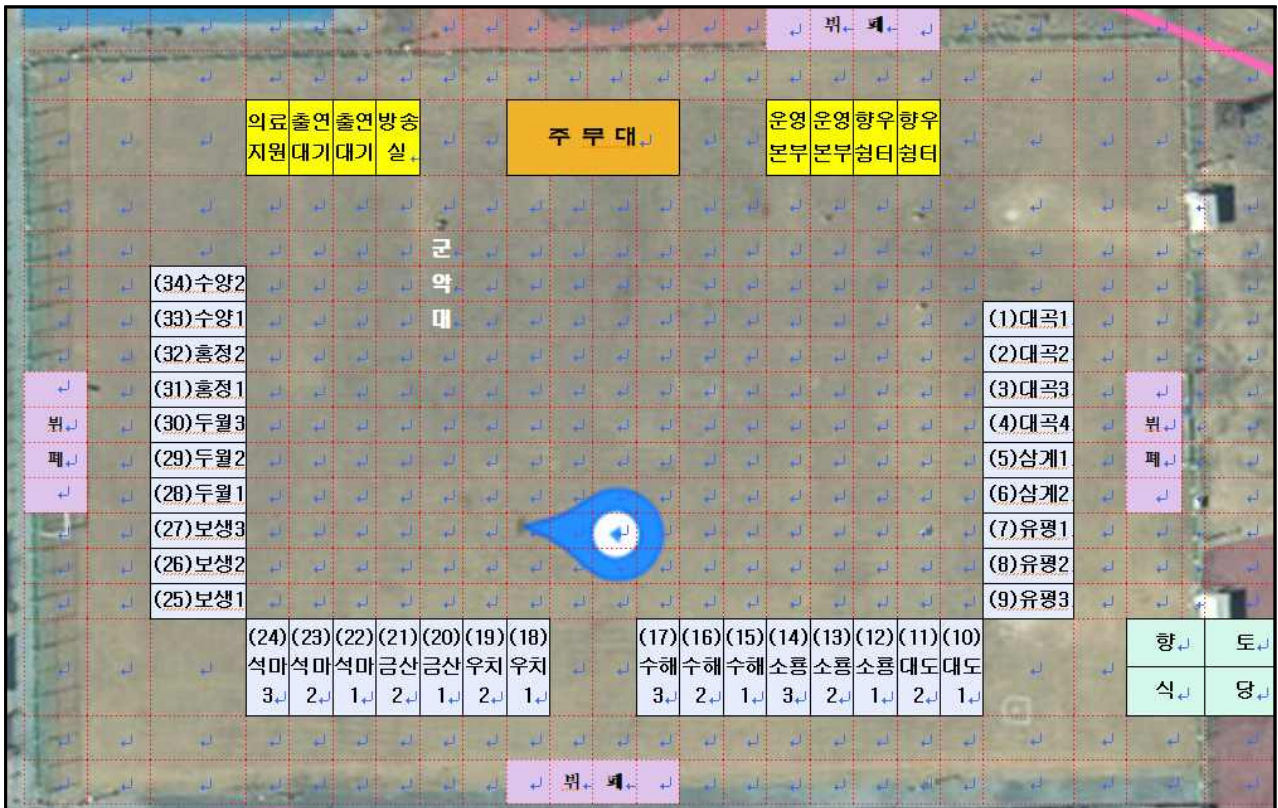 뷔 페
의료 출연 출연 방송
지원 대기 대기 실
주 무 대
운영 운영 향우 향우
본부 본부 쉼터 쉼터
군
악
대
(34)수양2
(33)수양1
(32)홍정2
(31)홍정1
(30)두월3
(29)두월2
(28)두월1
(27)보생3
(26)보생2
(25)보생1
(1)대곡1
(2)대곡2
(3)대곡3
(4)대곡4
(5)삼계1
(6)삼계2
(7)유평1
(8)유평2
(9)유평3
뷔
페
뷔
페
(24) (23) (22) (21) (20) (19) (18)
석마 석마 석마 금산 금산 우치 우치
3 2 1 2 1 2 1
(17) (16) (15) (14) (13) (12) (11) (10)
수해 수해 수해 소룡 소룡 소룡 대도 대도
3 2 1 3 2 1 2 1
향 토
식 당
뷔 페